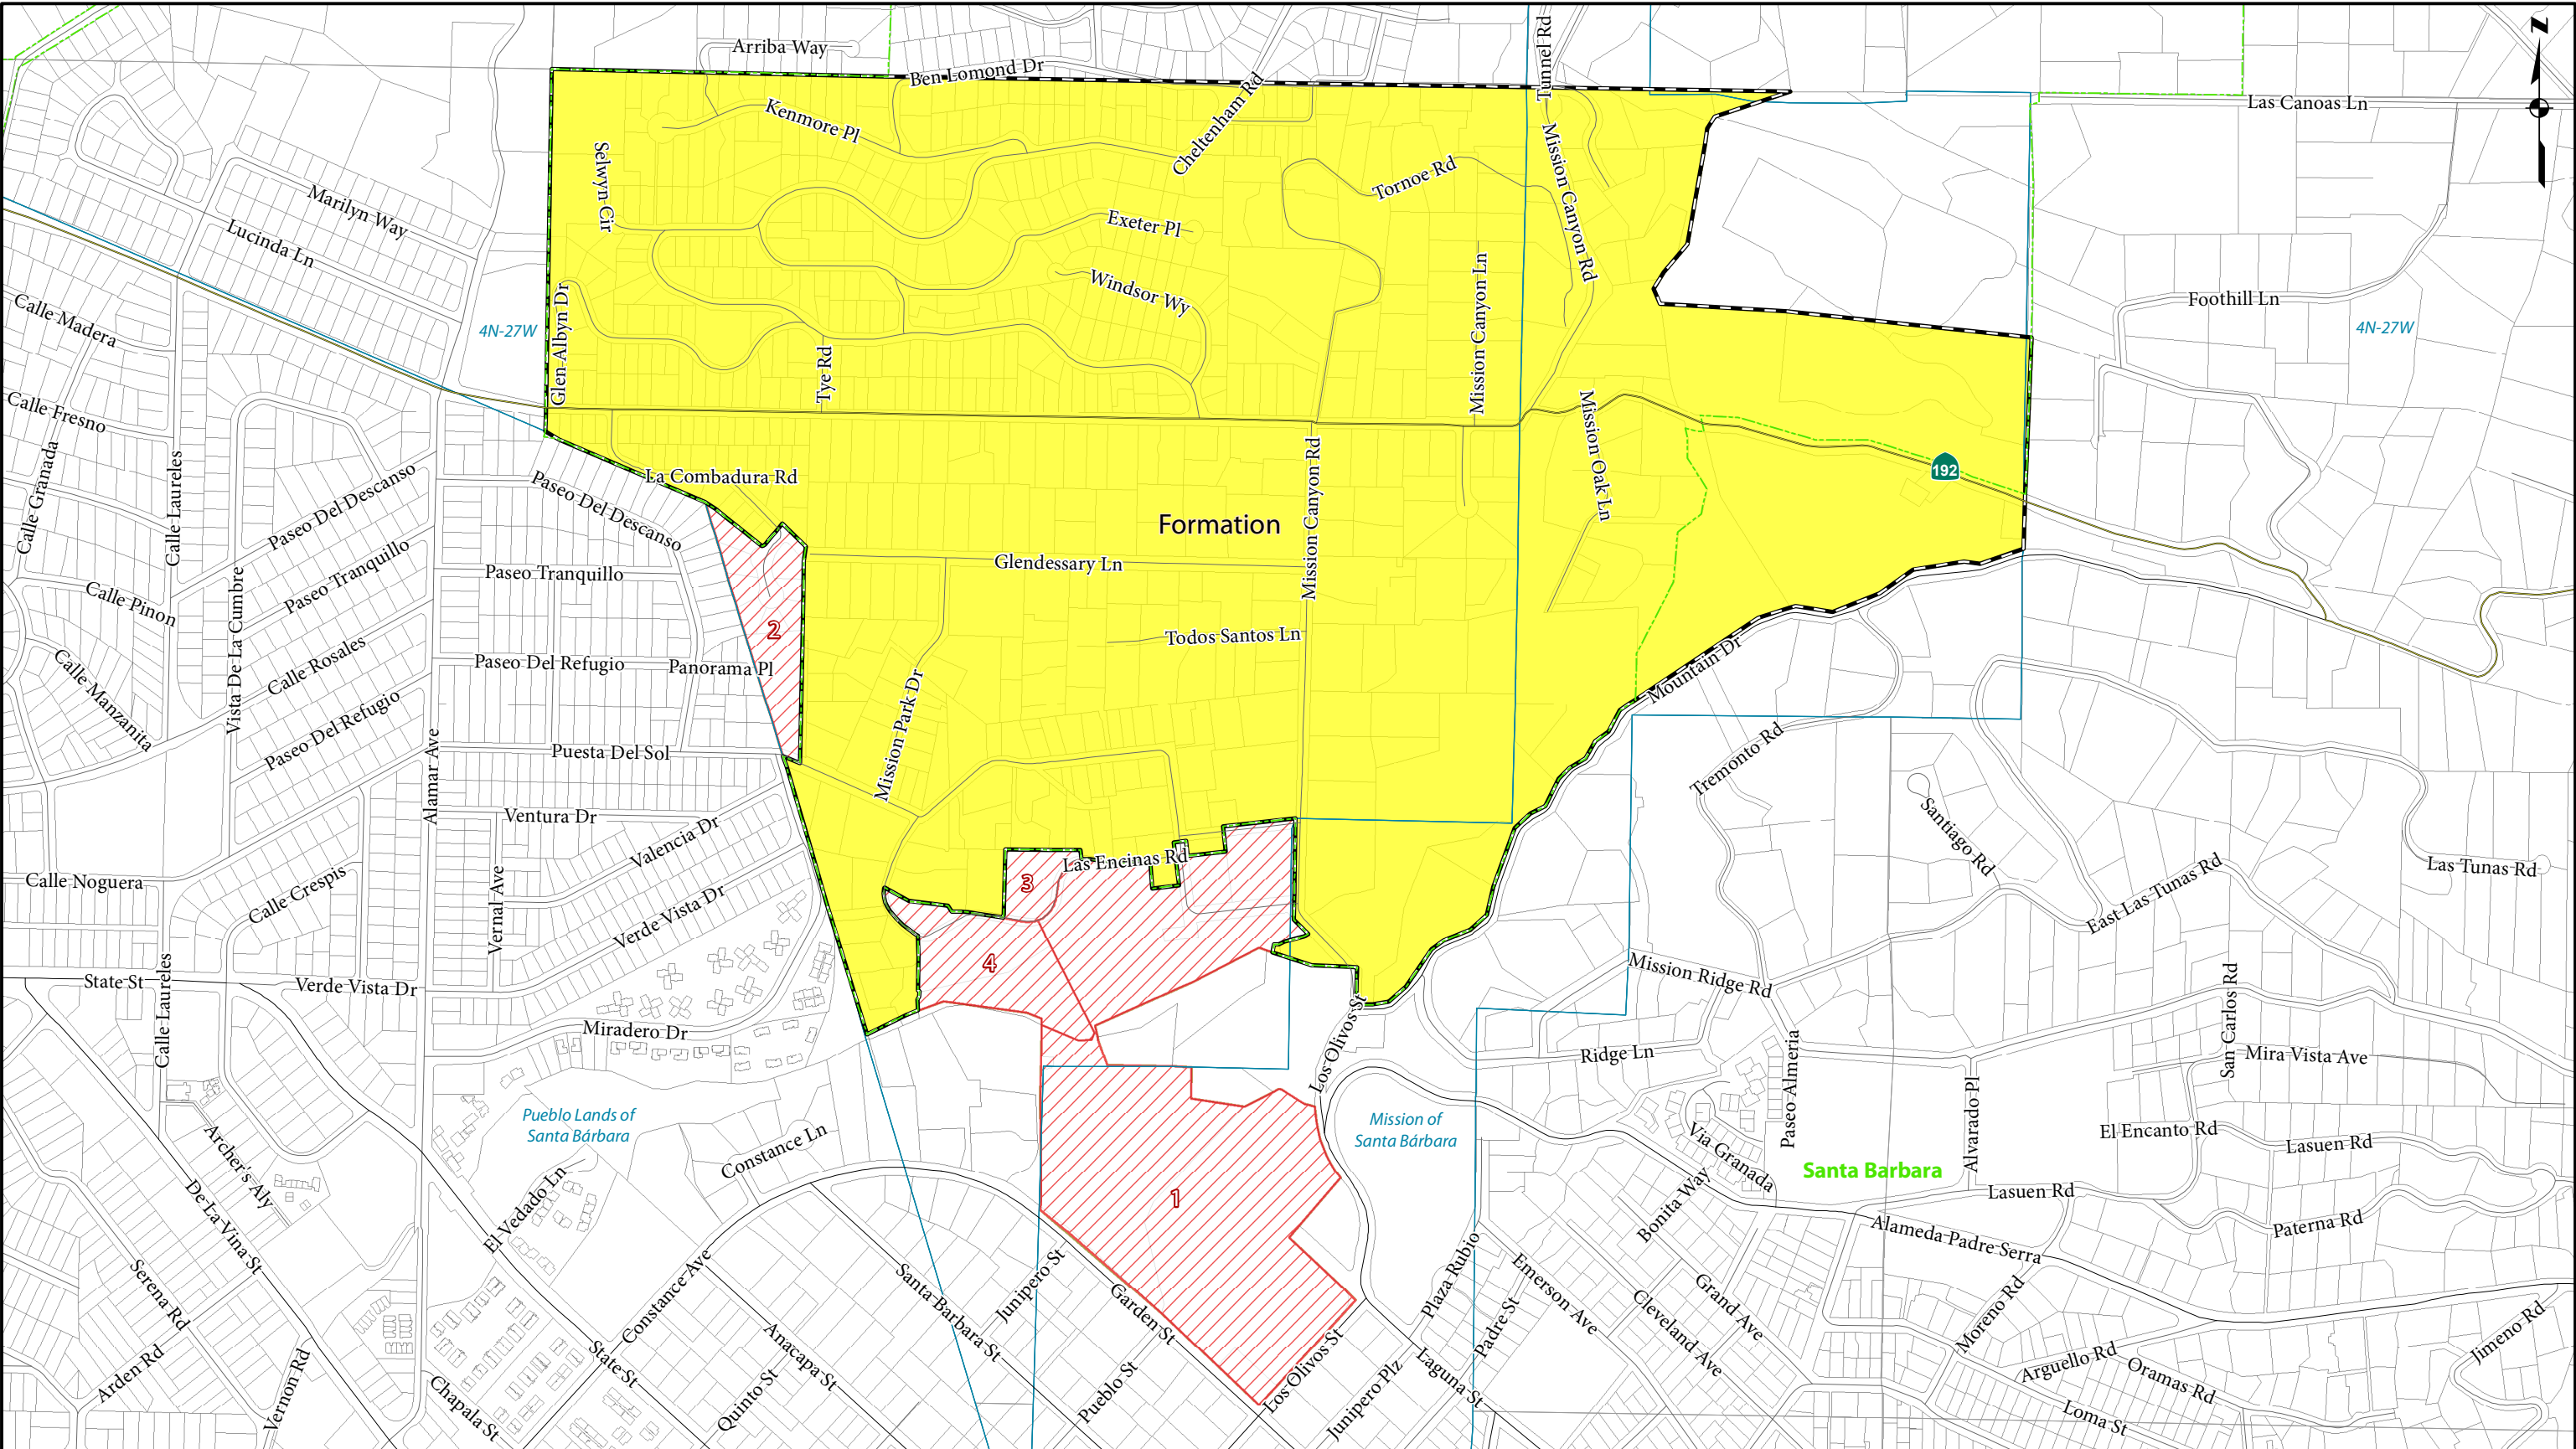 Arriba Way
Ben Lomond Dr
Tunnel Rd
Z
Las Canoas Ln
Kenmore Pl
Cheltenham Rd
Selwyn Cir
Mission Canyon Rd
Tornoe Rd
Marilyn Way
Lucinda Ln
Exeter Pl
Windsor Wy
Mission Canyon Ln
Foothill Ln
4N-27W
4N-27W
Calle Madera
Glen Albyn Dr
Tye Rd
Calle Fresno
Calle Granada
Calle Laureles
Paseo Del Descanso
Paseo Del Descanso
La Combadura Rd
Mission Canyon Rd
Mission Oak Ln
192
Formation
Glendessary Ln
Paseo Tranquillo
Paseo Tranquillo
Calle Pinon
Vista De La Cumbre
2
Todos Santos Ln
Calle Rosales
Paseo Del Refugio
Panorama Pl
Calle Manzanita
Paseo Del Refugio
Mission Park Dr
Mountain Dr
Puesta Del Sol
Alamar Ave
Tremonto Rd
Ventura Dr
Valencia Dr
Santiago Rd
Las Encinas Rd
Las Tunas Rd
3
Calle Noguera
Calle Crespis
Vernal Ave
Verde Vista Dr
East Las Tunas Rd
4
State St
Calle Laureles
Verde Vista Dr
Mission Ridge Rd
San Carlos Rd
Miradero Dr
Los Olivos St
Ridge Ln
Paseo Almeria
Mira Vista Ave
Pueblo Lands of
Santa Bárbara
Mission of
Santa Bárbara
Alvarado Pl
El Encanto Rd
Lasuen Rd
Archer's Aly
Constance Ln
Via Granada
Santa Barbara
1
De La Vina St
El Vedado Ln
Bonita Way
Lasuen Rd
Paterna Rd
Alameda Padre Serra
Serena Rd
Constance Ave
Santa Barbara St
Junipero St
Garden St
Plaza Rubio
Emerson Ave
Padre St
Cleveland Ave
Grand Ave
Moreno Rd
Jimeno Rd
Arden Rd
Vernon Rd
State St
Anacapa St
Quinto St
Pueblo St
Los Olivos St
Junipero Plz
Laguna St
Arguello Rd
Oramas Rd
Loma St
Chapala St